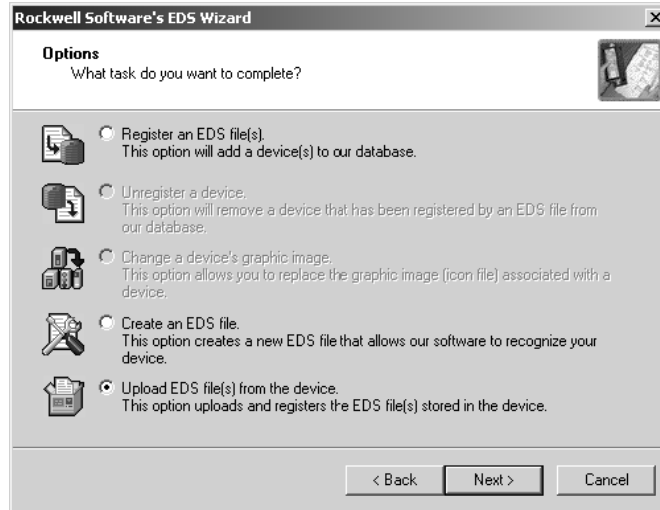 Rockwell Software's EDS Wizard
Options
What task do you want to complete?
Register an EDS file(s).
This option will add a device(s) to our database.
Unregister a device.
This option will remove a device that has been registered by an EDS file from
our database.
Change a device's graphic image.
This option allows you to replace the graphic image (icon file) associated with a
device.
Create an EDS file.
This option creates a new EDS file that allows our software to recognize your
device.
Upload EDS file(s) from the device.
This option uploads and registers the EDS file(s) stored in the device.
< Back Next > Cancel